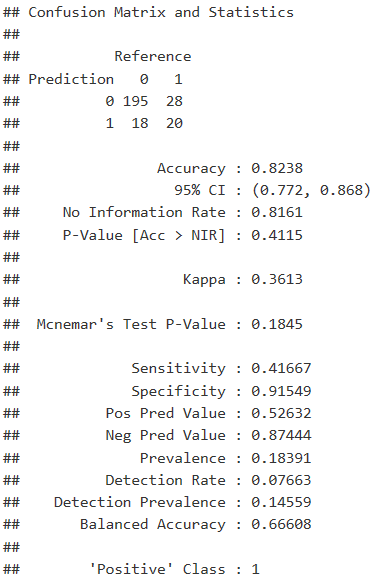 ## Confusion Matrix and Statistics
##
##           Reference
## Prediction   0   1
##          0 195  28
##          1  18  20
##
##                Accuracy : 0.8238
##                  95% CI : (0.772, 0.868)
##     No Information Rate : 0.8161
##     P-Value [Acc > NIR] : 0.4115
##
##                   Kappa : 0.3613
##
##  Mcnemar's Test P-Value : 0.1845
##
##             Sensitivity : 0.41667
##             Specificity : 0.91549
##          Pos Pred Value : 0.52632
##          Neg Pred Value : 0.87444
##              Prevalence : 0.18391
##          Detection Rate : 0.07663
##    Detection Prevalence : 0.14559
##       Balanced Accuracy : 0.66608
##
##        'Positive' Class : 1